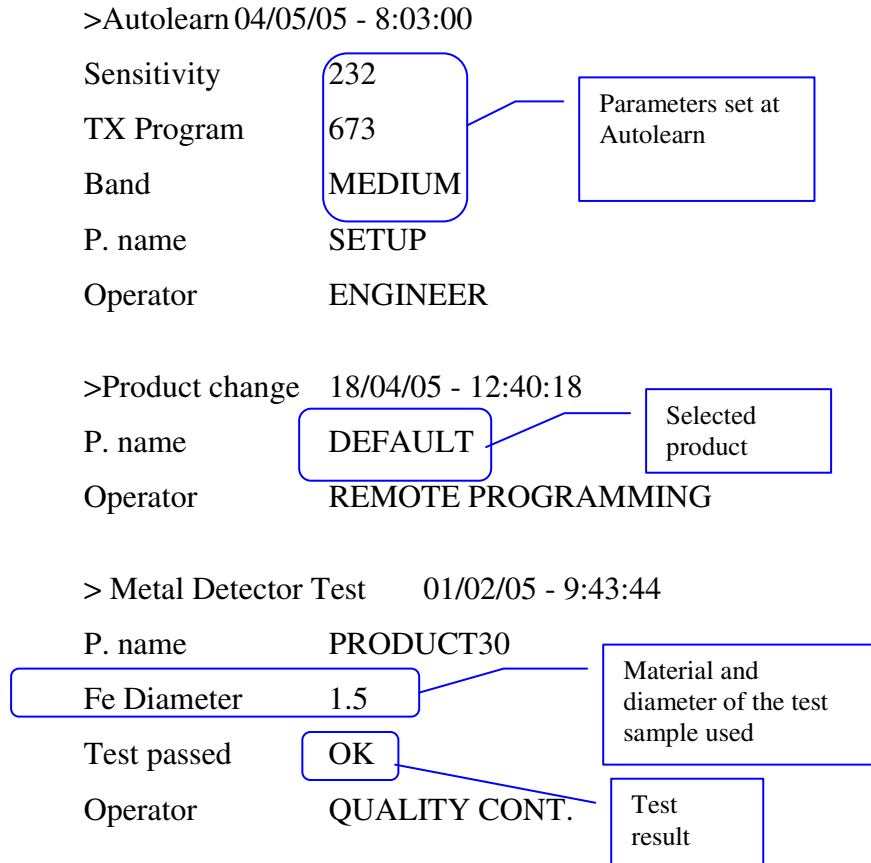 >Autolearn 04/05/05 - 8:03:00
Sensitivity 232
TX Program 673
Band MEDIUM
Parameters set at
Autolearn
P. name SETUP
Operator ENGINEER
>Product change 18/04/05 - 12:40:18
P. name DEFAULT
Selected
product
Operator REMOTE PROGRAMMING
> Metal Detector Test 01/02/05 - 9:43:44
P. name PRODUCT30
Fe Diameter 1.5
Material and
diameter of the test
sample used
Test passed OK
Operator QUALITY CONT.
Test
result